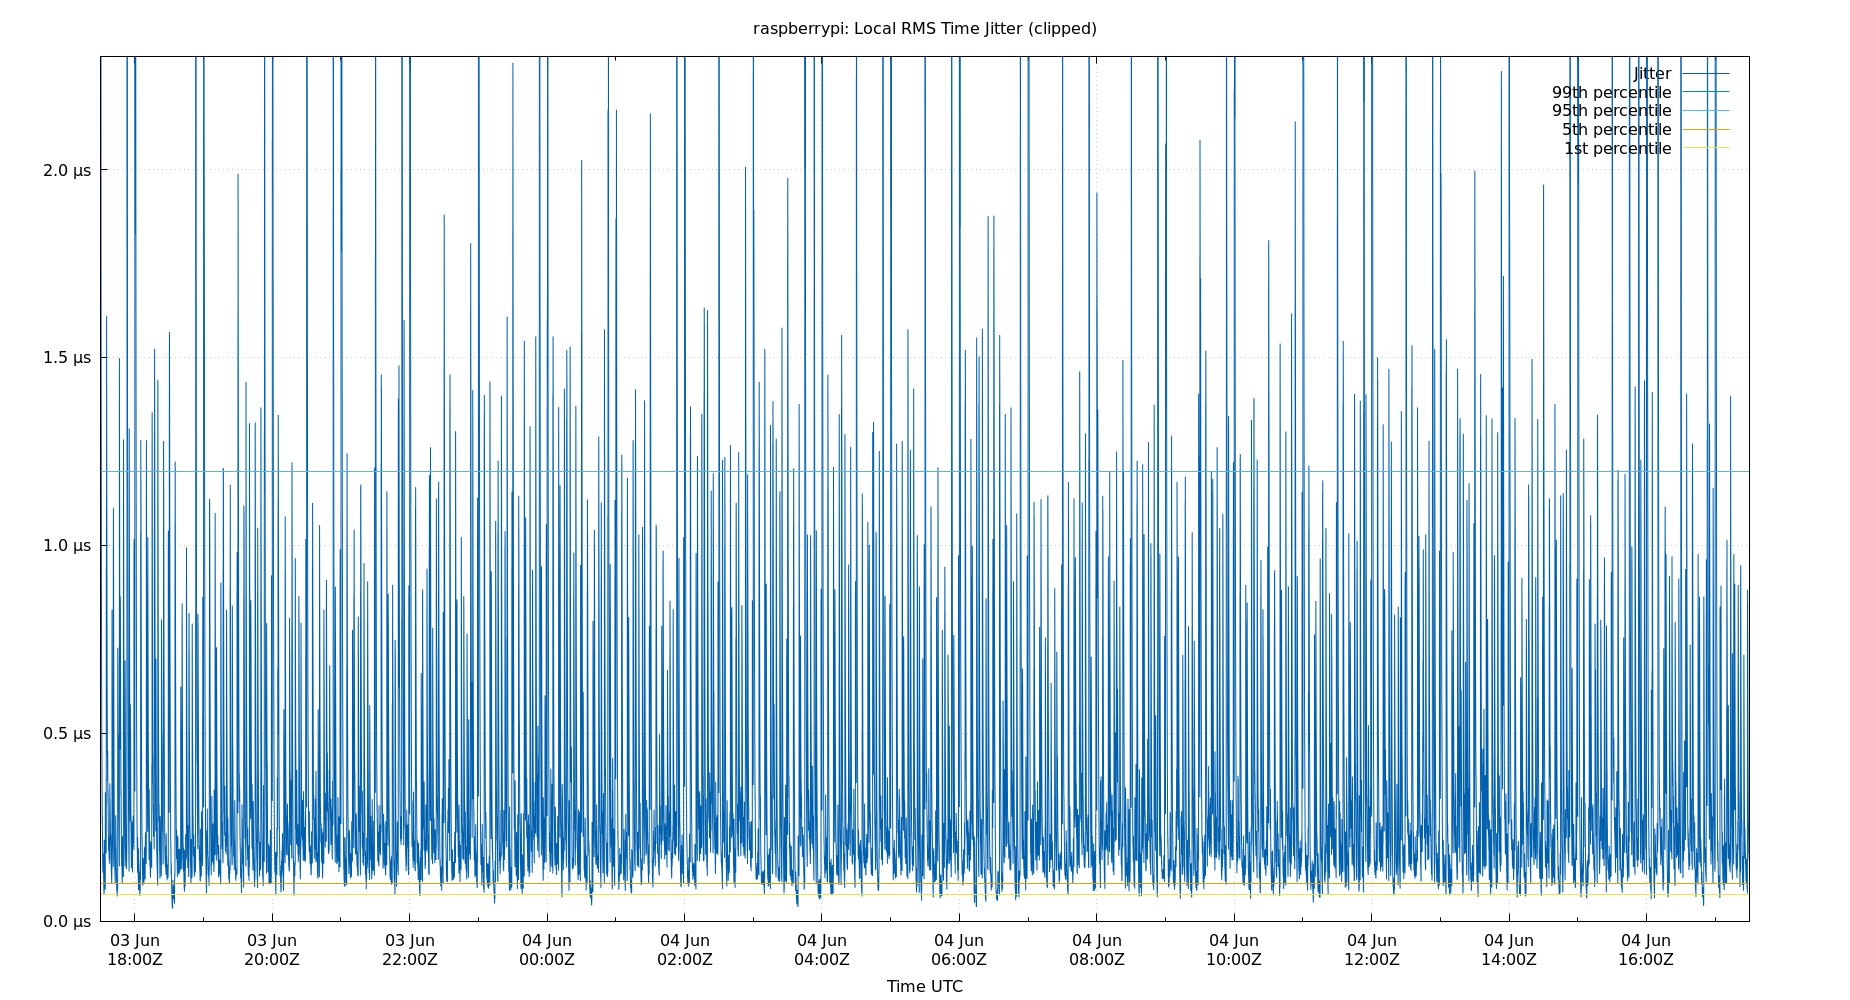 raspberrypi: Local RMS Time Jitter (clipped)
Jitter
99th percentile
95th percentile
5th percentile
1st percentile
2.0 µs
1.5 µs
1.0 µs
0.5 µs
0.0 µs
03 Jun 03 Jun 03 Jun 04 Jun 04 Jun 04 Jun 04 Jun 04 Jun 04 Jun 04 Jun 04 Jun 04 Jun
18:00Z 20:00Z 22:00Z 00:00Z 02:00Z 04:00Z 06:00Z 08:00Z 10:00Z 12:00Z 14:00Z 16:00Z
Time UTC